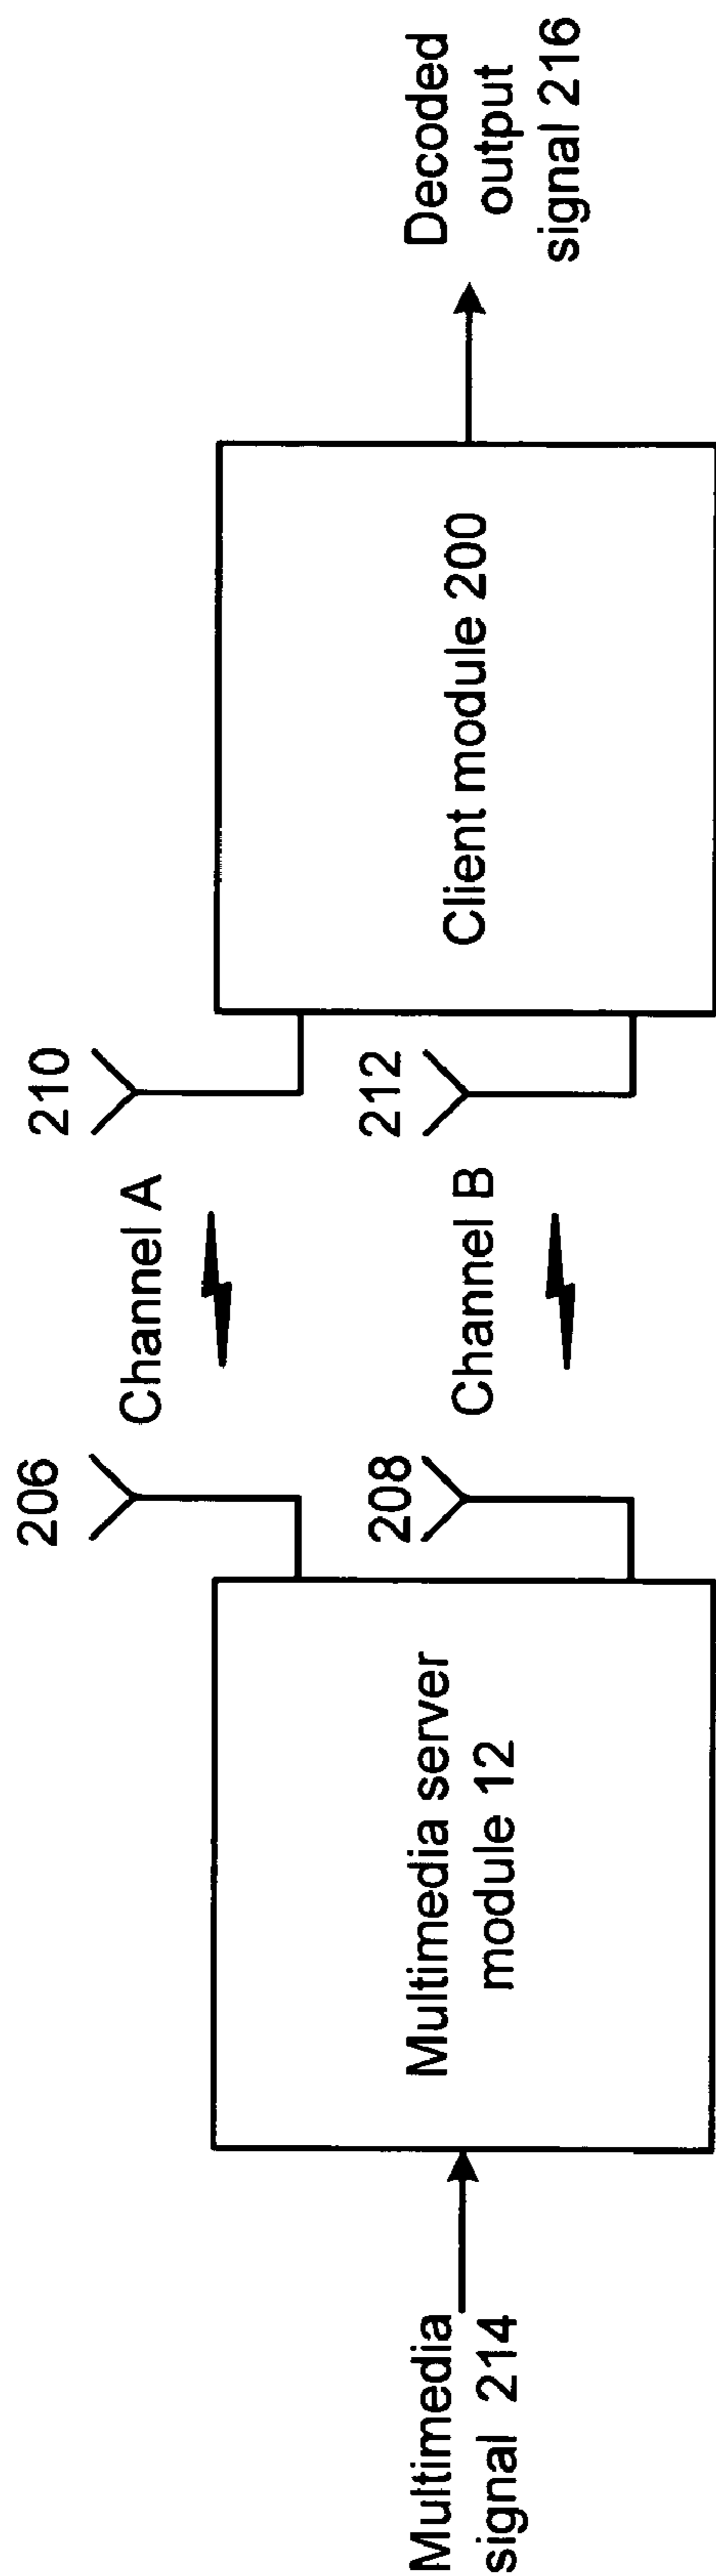 Multimedia
signal 214
Multimedia server
module 12
206
208
Channel A
Channel B
210
212
Client module 200
Decoded
output
signal 216